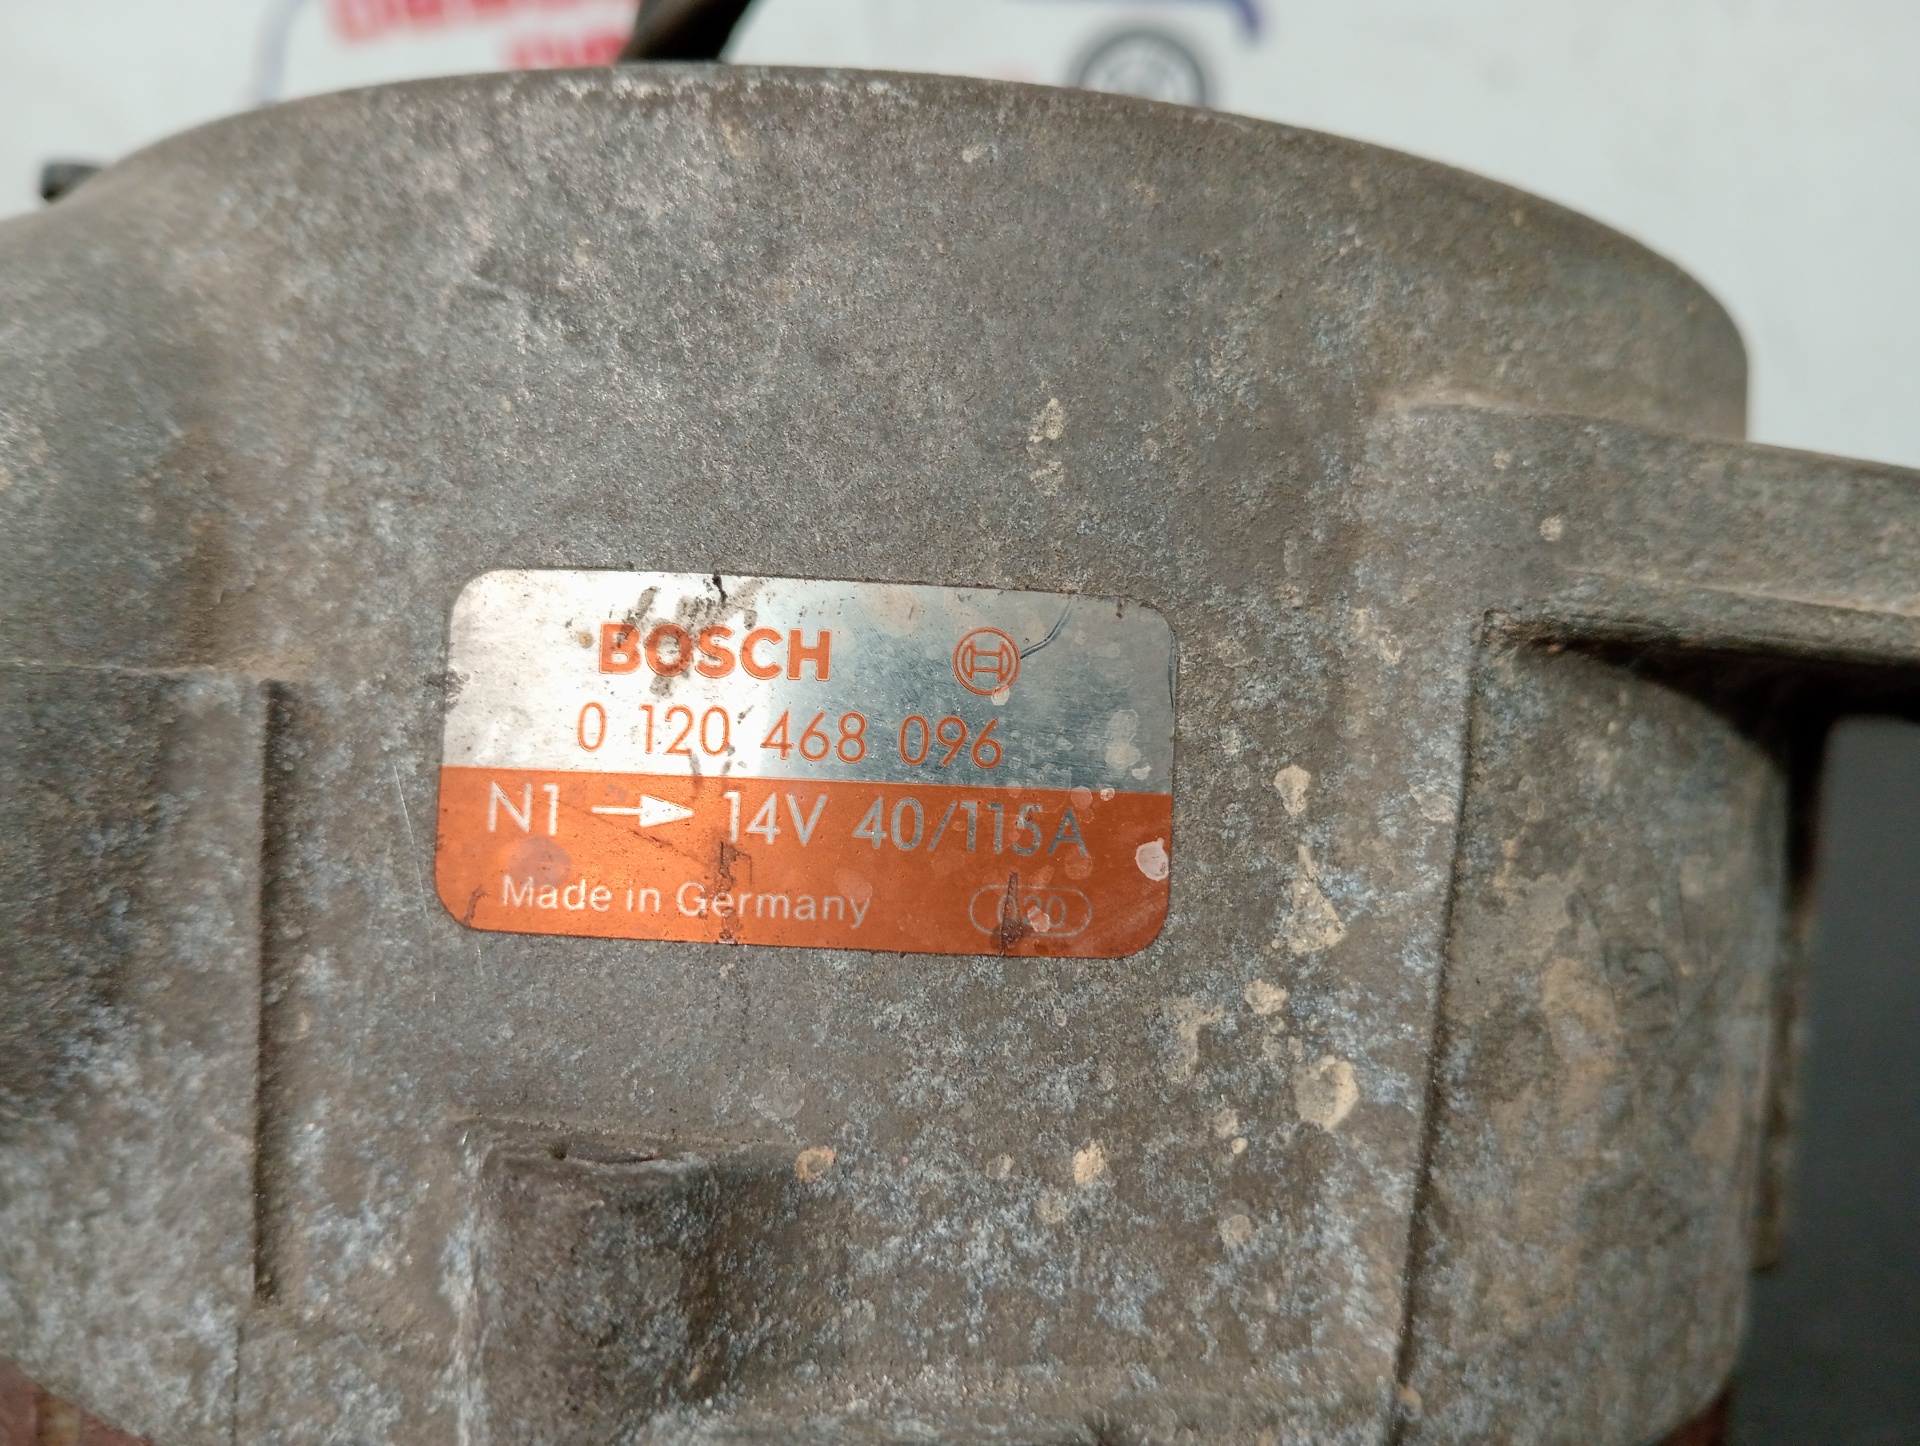 BOSCH
0 120 468 096
N1 → 14V 40/115A
Made in Germany